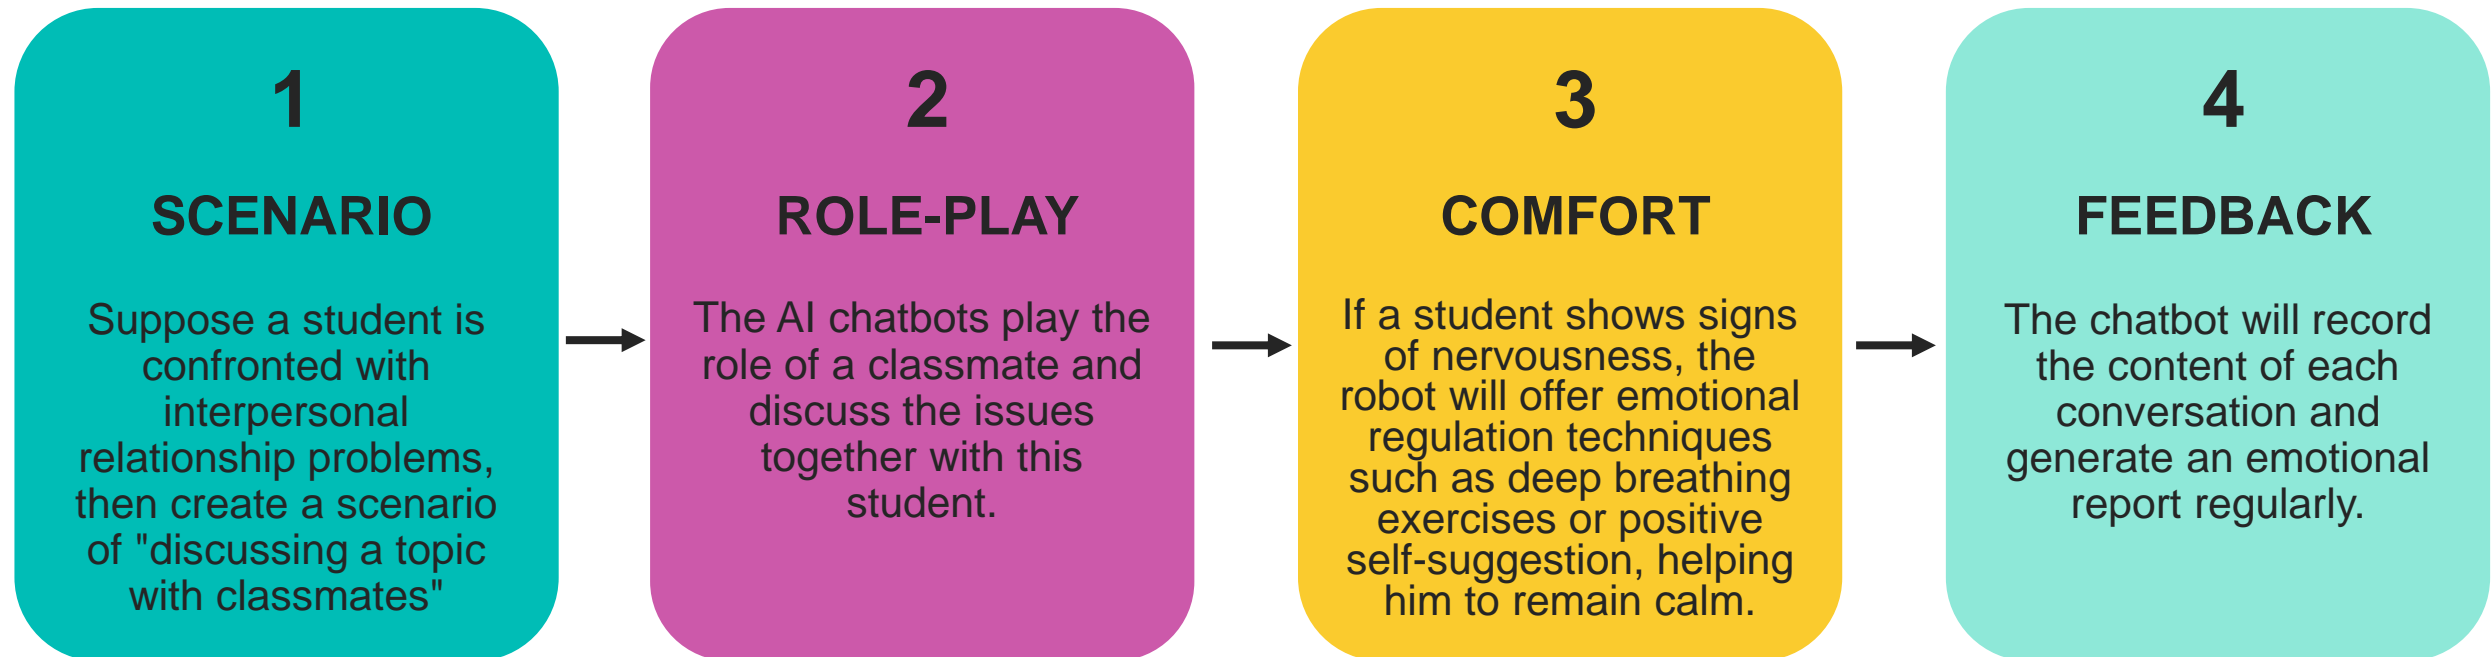 1
SCENARIO
Suppose a student is
confronted with
interpersonal
relationship problems,
then create a scenario
of "discussing a topic
with classmates"
2
ROLE-PLAY
The AI chatbots play the
role of a classmate and
discuss the issues
together with this
student.
3
COMFORT
If a student shows signs
of nervousness, the
robot will offer emotional
regulation techniques
such as deep breathing
exercises or positive
self-suggestion, helping
him to remain calm.
4
FEEDBACK
The chatbot will record
the content of each
conversation and
generate an emotional
report regularly.